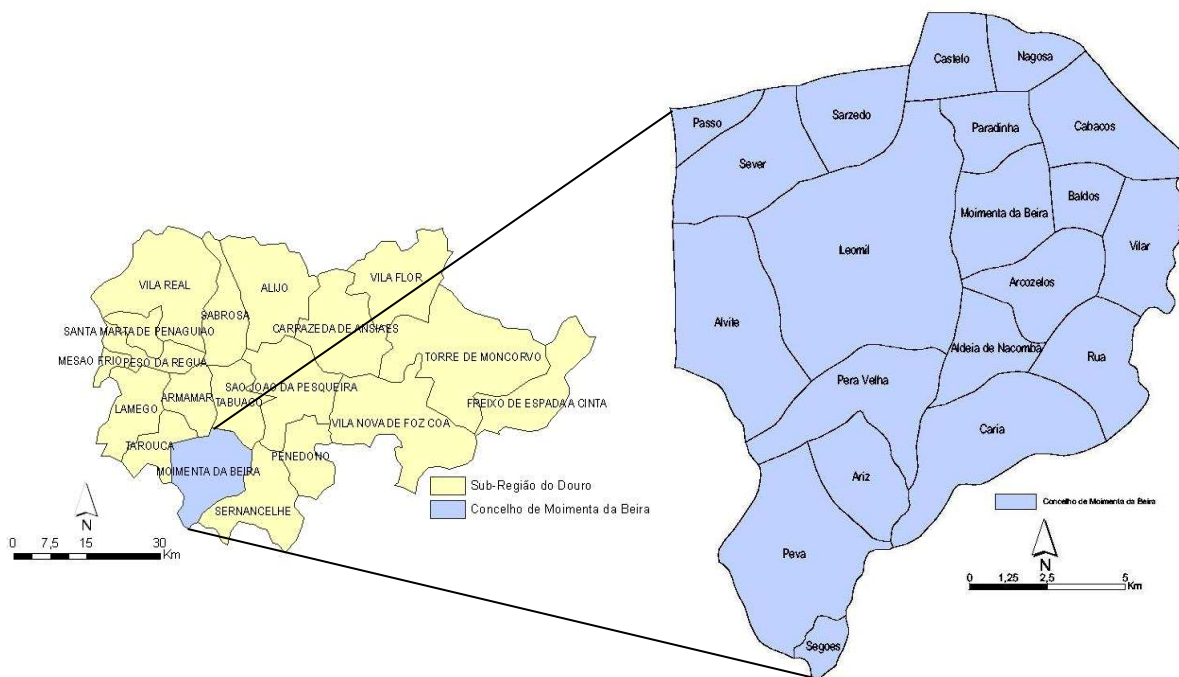 VILA REAL
ALIJO
VILA FLOR
SABROSA
SANTA MARTA DE PENAGUIAO
CARRAZEDA DE ANSIAES
MESAO FRIO
PESO DA REGUA
TORRE DE MONCORVO
LAMEGO
ARMAMAR
TABUACO
SAO JOAO DA PESQUEIRA
FREIXO DE ESPADA A CINTA
VILA NOVA DE FOZ COA
TAROUCA
MOIMENTA DA BEIRA
PENEDONO
SERNANCELHE
Sub-Região do Douro
Concelho de Moimenta da Beira
N
0 7,5 15 30
Km
Castelo
Nagosa
Passo
Sarzedo
Paradinha
Cabacos
Sever
Baldos
Moimenta da Beira
Leomil
Vilar
Arcozelos
Alvite
Aldeia de Nacomba
Rua
Pera Velha
Caria
Ariz
Peva
Segoes
Concelho de Moimenta da Beira
N
0 1,25 2,5 5
Km